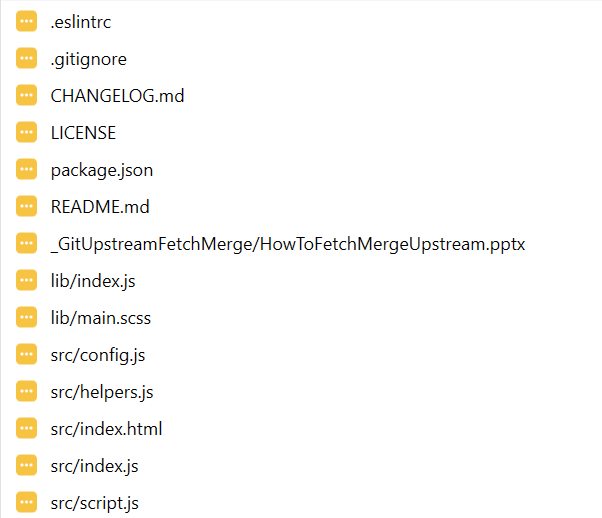 .eslintrc
.gitignore
CHANGELOG.md
LICENSE
package.json
README.md
_GitUpstreamFetchMerge/HowToFetchMergeUpstream.pptx
lib/index.js
lib/main.scss
src/config.js
src/helpers.js
src/index.html
src/index.js
src/script.js